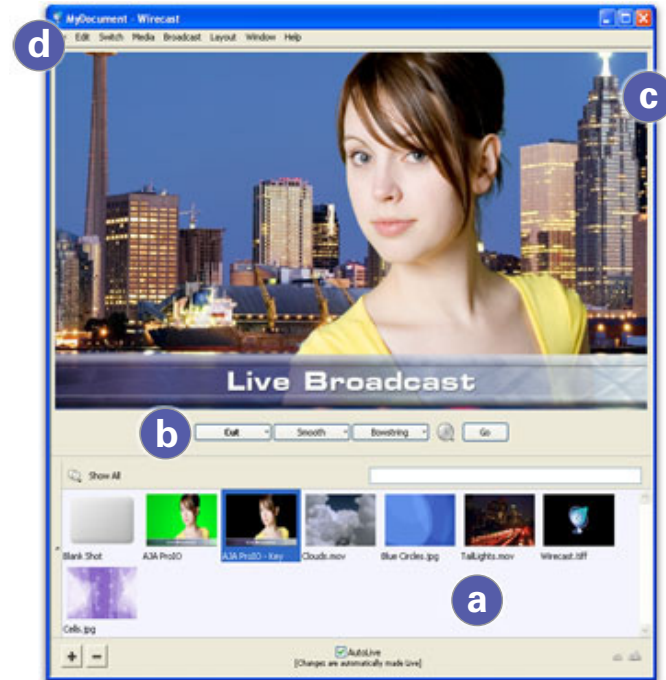 MyDocument - Wirecast
d
Edit Switch Media Broadcast Layout Window Help
c
Live Broadcast
b
Cut Smooth Bowstring Go
Show All
Blank Shot AJA ProIO AJA ProIO - Key Clouds.mov Blue Circles.jpg TailLights.mov Wirecast.tiff
a
Cells.jpg
+ -
AutoLive
[Changes are automatically made Live]